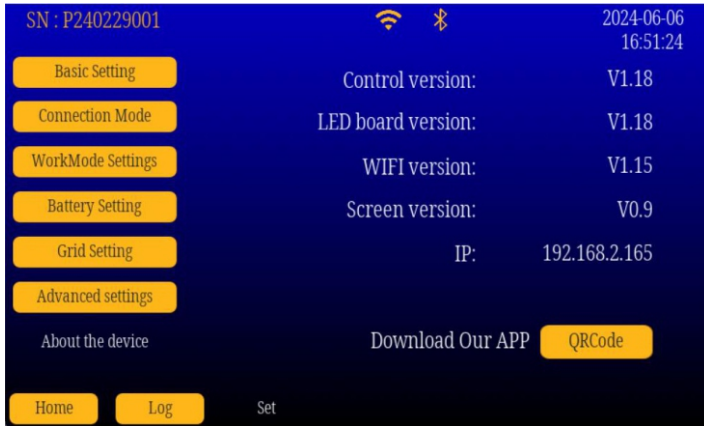 SN : P240229001
2024-06-06
16:51:24
Basic Setting
Connection Mode
WorkMode Settings
Battery Setting
Grid Setting
Advanced settings
About the device
Control version: V1.18
LED board version: V1.18
WIFI version: V1.15
Screen version: V0.9
IP: 192.168.2.165
Download Our APP QRCode
Home Log Set